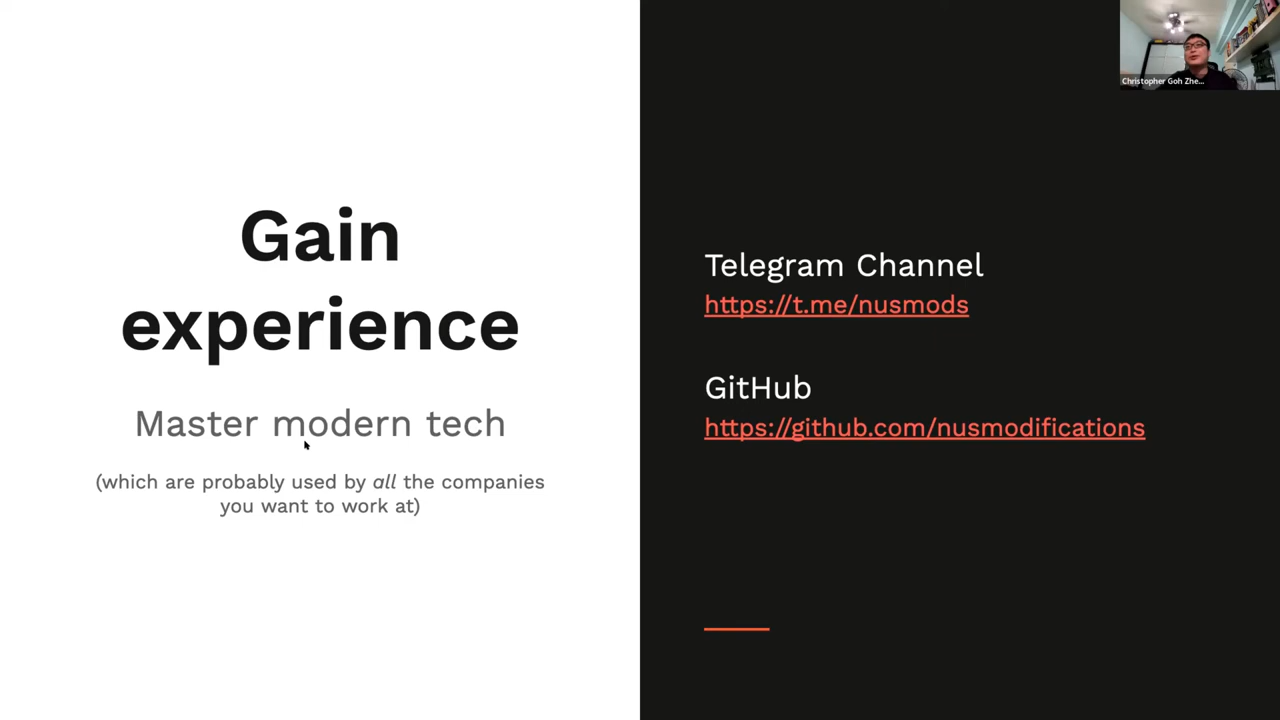 Gain
experience
Master modern tech
(which are probably used by all the companies
you want to work at)
Telegram Channel
https://t.me/nusmods
GitHub
https://github.com/nusmodifications
Christopher Goh Zhe...